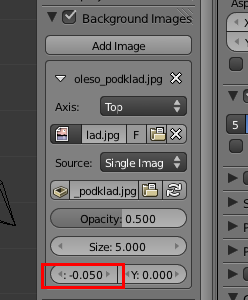 Background Images
Add Image
oleso_podklad.jpg
Axis: Top
lad.jpg F
Source: Single Imag
_podklad.jpg
Opacity: 0.500
Size: 5.000
: -0.050 Y: 0.000
5